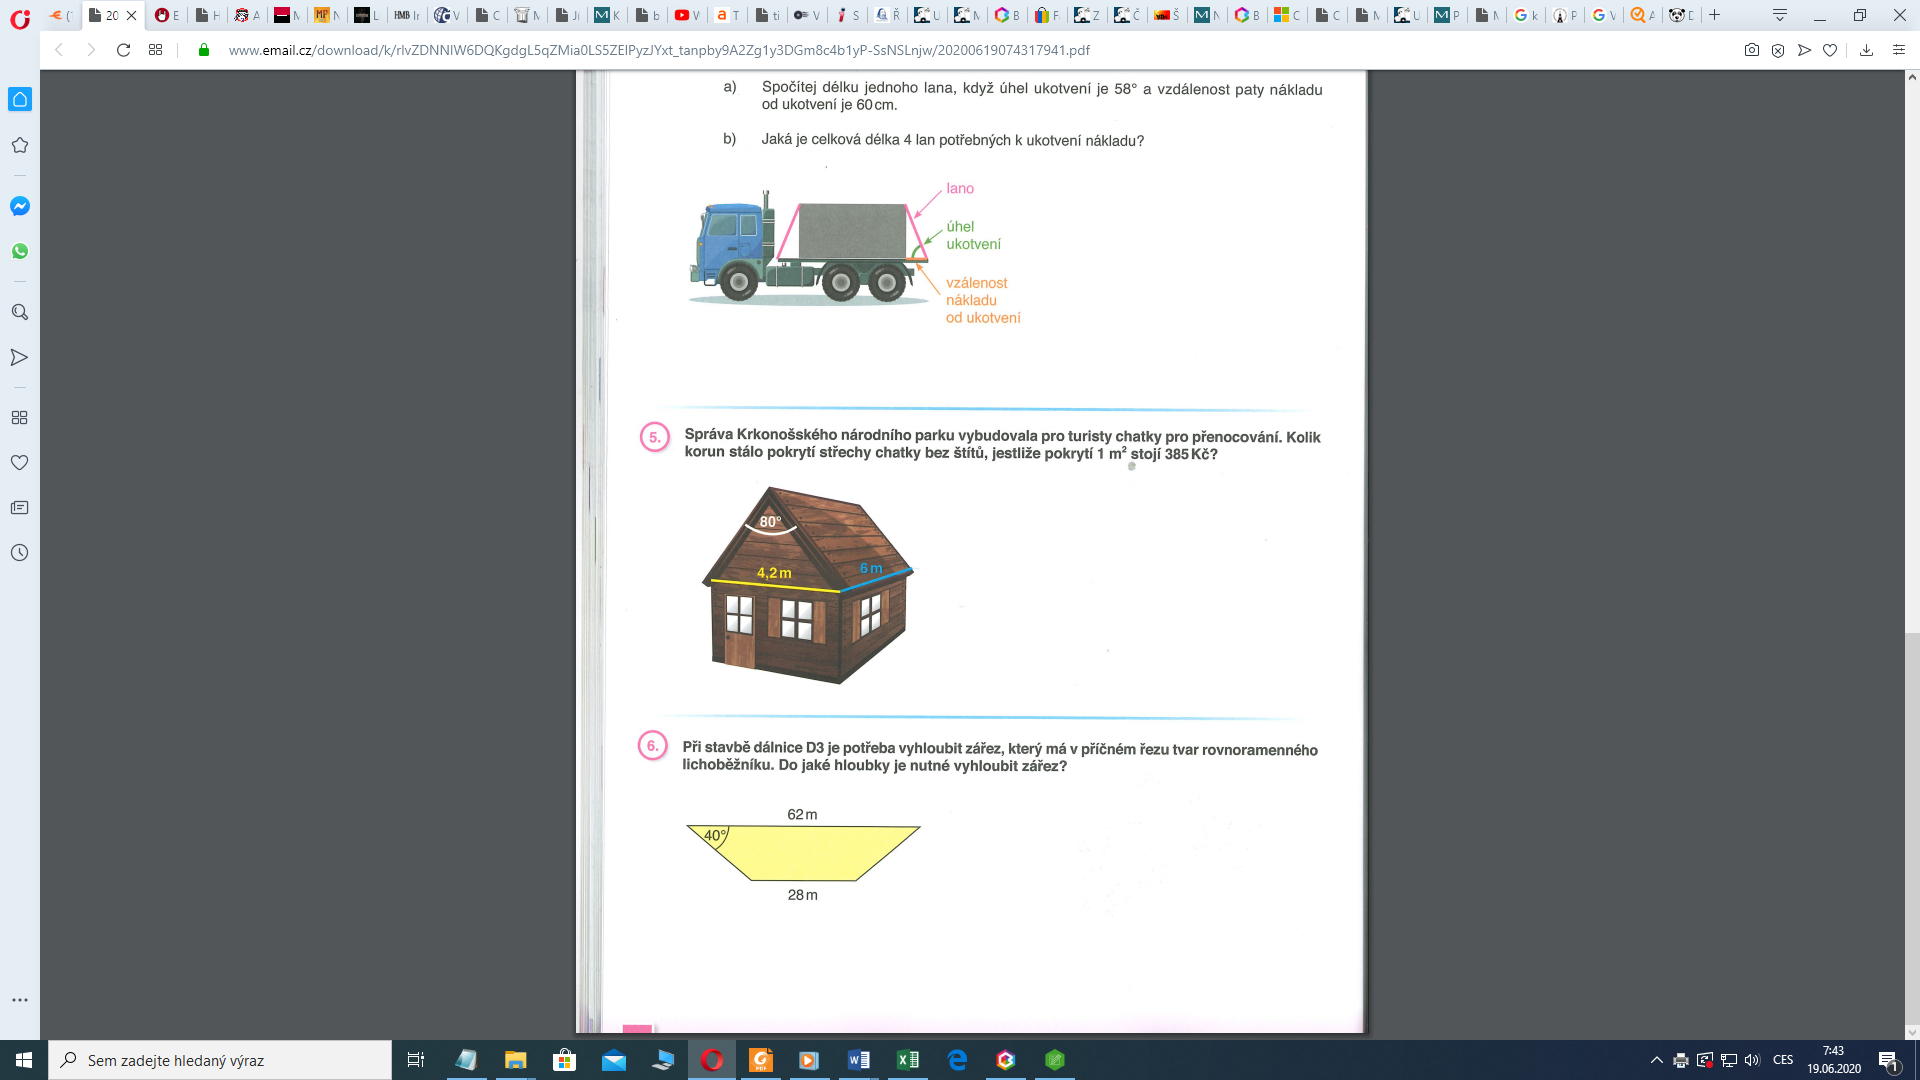 www.email.cz/download/k/rlvZDNNIW6DQKgdgL5qZMia0LS5ZElPyzJYxt_tanpby9A2Zg1y3DGm8c4b1yP-SsNSLnjw/20200619074317941.pdf
a) Spočítej délku jednoho lana, když úhel ukotvení je 58° a vzdálenost paty nákladu
od ukotvení je 60 cm.
b) Jaká je celková délka 4 lan potřebných k ukotvení nákladu?
lano
úhel
ukotvení
vzálenost
nákladu
od ukotvení
5. Správa Krkonošského národního parku vybudovala pro turisty chatky pro přenocování. Kolik
korun stálo pokrytí střechy chatky bez štítů, jestliže pokrytí 1 m² stojí 385 Kč?
80°
4,2 m
6 m
6. Při stavbě dálnice D3 je potřeba vyhloubit zářez, který má v příčném řezu tvar rovnoramenného
lichoběžníku. Do jaké hloubky je nutné vyhloubit zářez?
62 m
40°
28 m
Sem zadejte hledaný výraz
CES
7:43
19.06.2020
1